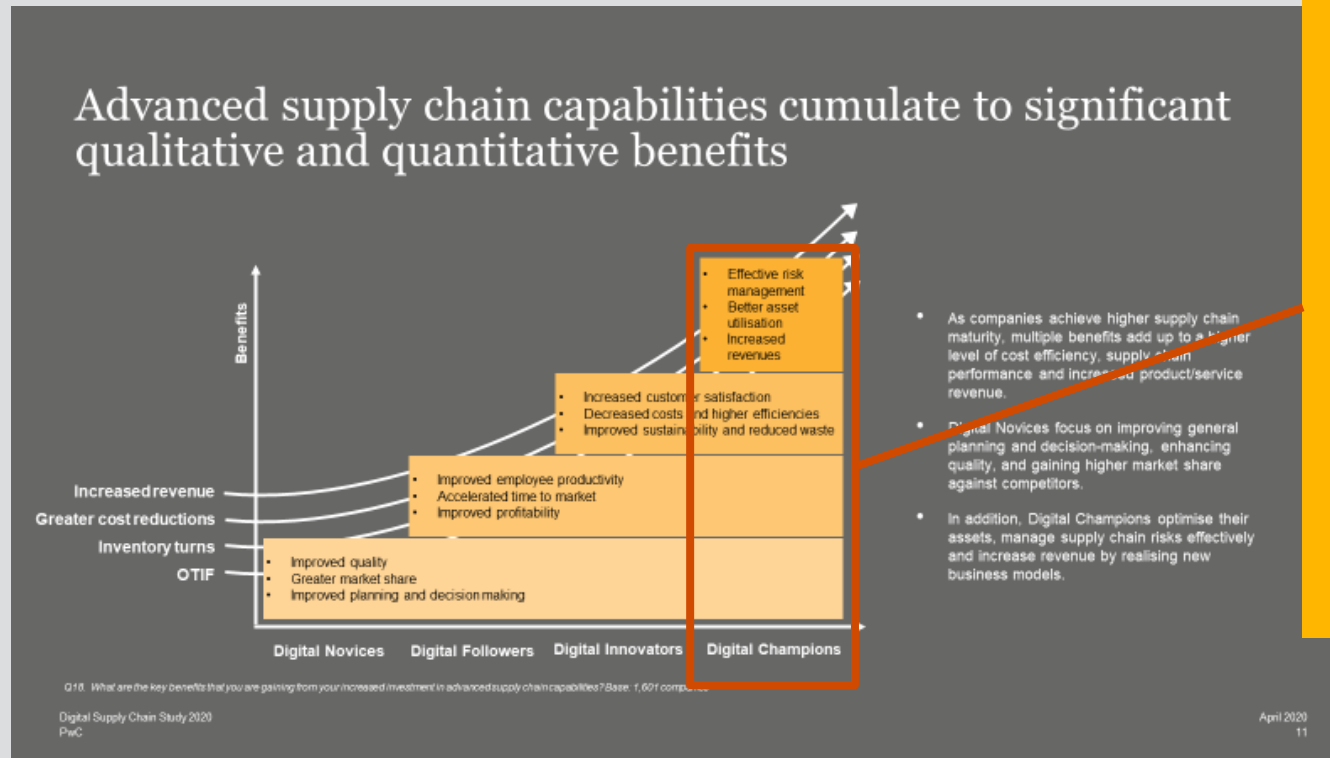 Advanced supply chain capabilities cumulate to significant
qualitative and quantitative benefits
Benefits
Increased revenue
Greater cost reductions
Inventory turns
OTIF
• Effective risk
management
• Better asset
utilisation
• Increased
revenues
• Increased customer satisfaction
• Decreased costs and higher efficiencies
• Improved sustainability and reduced waste
• Improved employee productivity
• Accelerated time to market
• Improved profitability
• Improved quality
• Greater market share
• Improved planning and decision making
Digital Novices
Digital Followers
Digital Innovators
Digital Champions
• As companies achieve higher supply chain
maturity, multiple benefits add up to a higher
level of cost efficiency, supply chain
performance and increased product/service
revenue.
• Digital Novices focus on improving general
planning and decision-making, enhancing
quality, and gaining higher market share
against competitors.
• In addition, Digital Champions optimise their
assets, manage supply chain risks effectively
and increase revenue by realising new
business models.
Q18. What are the key benefits that you are gaining from your increased investment in advanced supply chain capabilities? Base: 1,601 companies
Digital Supply Chain Study 2020
PwC
April 2020
11